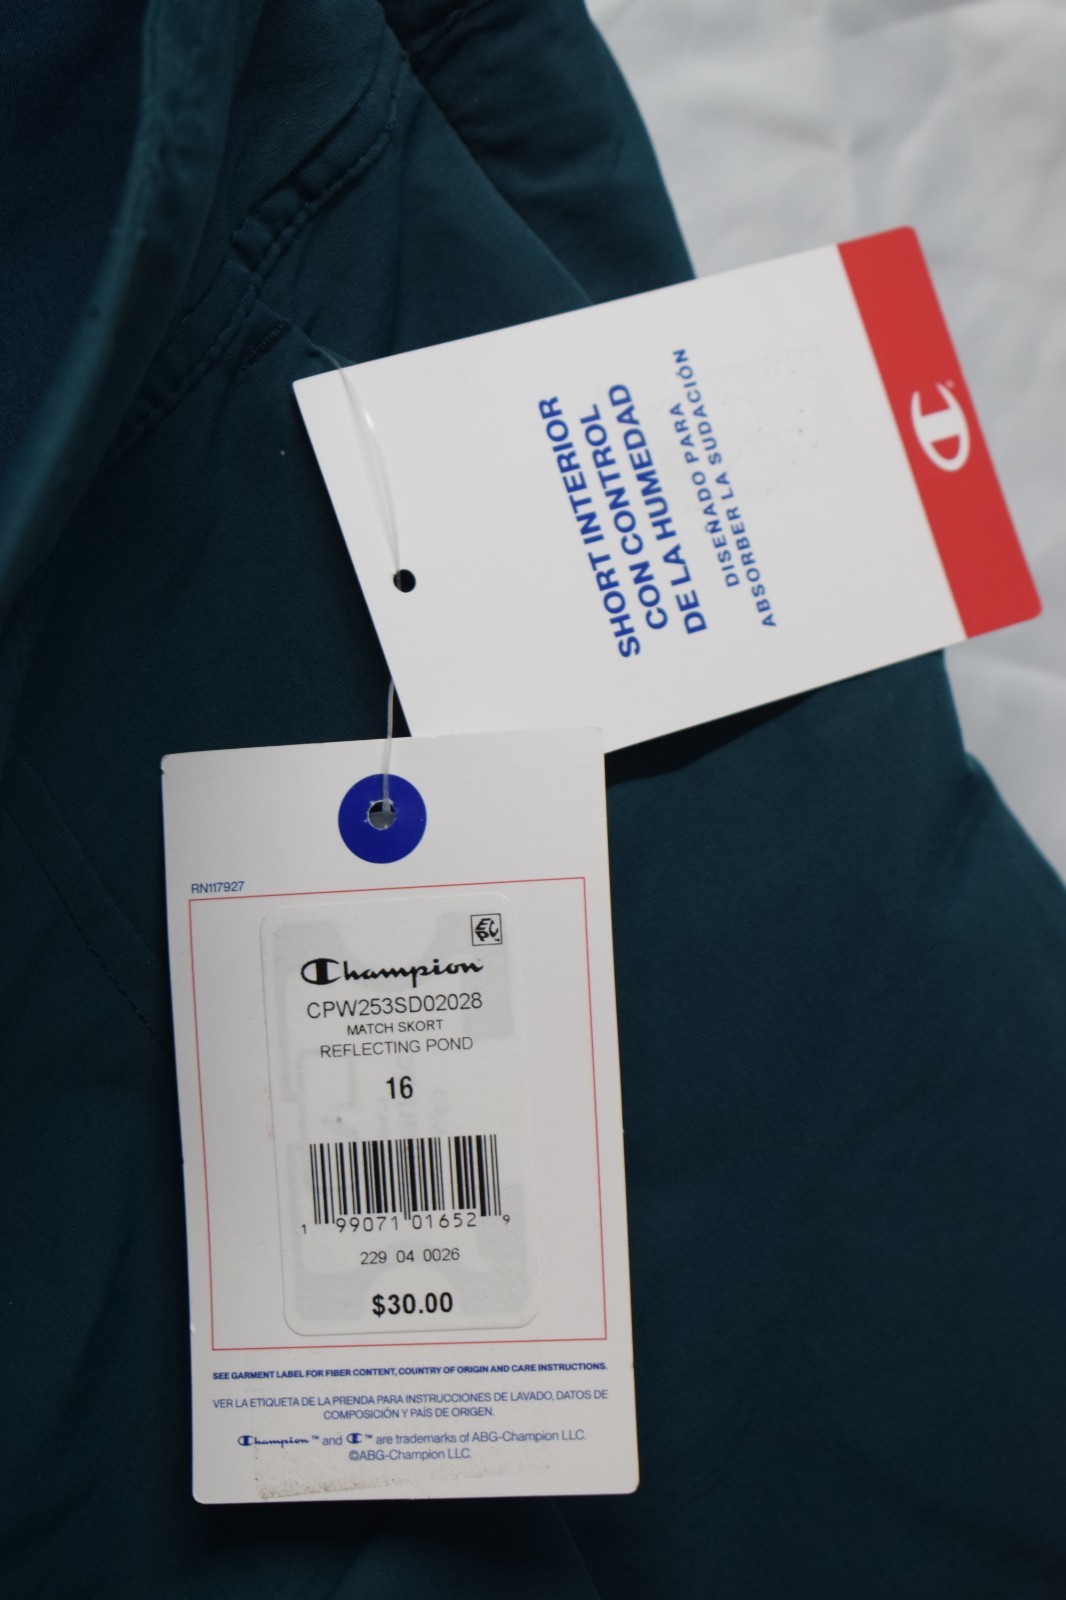 SHORT INTERIOR
CON CONTROL
DE LA HUMEDAD
DISEÑADO PARA
ABSORBER LA SUDACIÓN
RN117927
EPC™
Champion
CPW253SD02028
MATCH SKORT
REFLECTING POND
16
1 99071 01652 9
229 04 0026
$30.00
SEE GARMENT LABEL FOR FIBER CONTENT, COUNTRY OF ORIGIN AND CARE INSTRUCTIONS.
VER LA ETIQUETA DE LA PRENDA PARA INSTRUCCIONES DE LAVADO, DATOS DE
COMPOSICIÓN Y PAÍS DE ORIGEN.
Champion™ and C™ are trademarks of ABG-Champion LLC.
©ABG-Champion LLC.